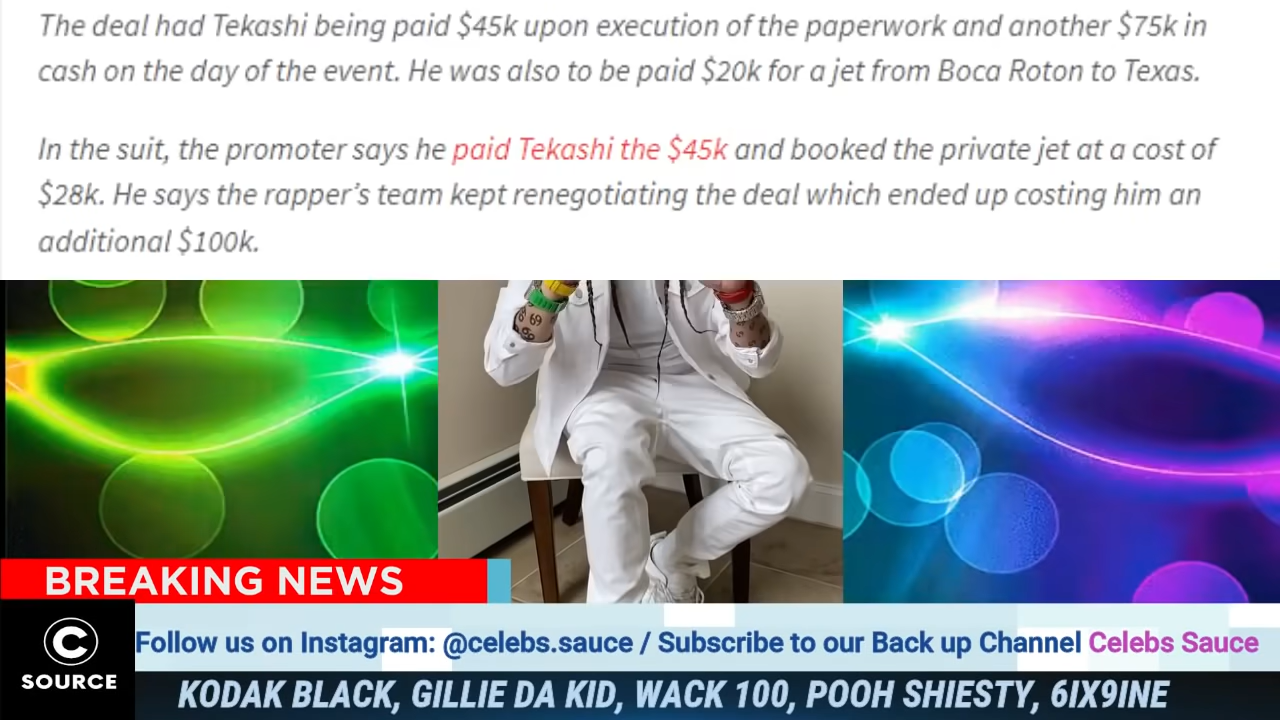 The deal had Tekashi being paid $45k upon execution of the paperwork and another $75k in
cash on the day of the event. He was also to be paid $20k for a jet from Boca Roton to Texas.
In the suit, the promoter says he paid Tekashi the $45k and booked the private jet at a cost of
$28k. He says the rapper’s team kept renegotiating the deal which ended up costing him an
additional $100k.
69
69
BREAKING NEWS
C
SOURCE
Follow us on Instagram: @celebs.sauce / Subscribe to our Back up Channel Celebs Sauce
KODAK BLACK, GILLIE DA KID, WACK 100, POOH SHIESTY, 6IX9INE